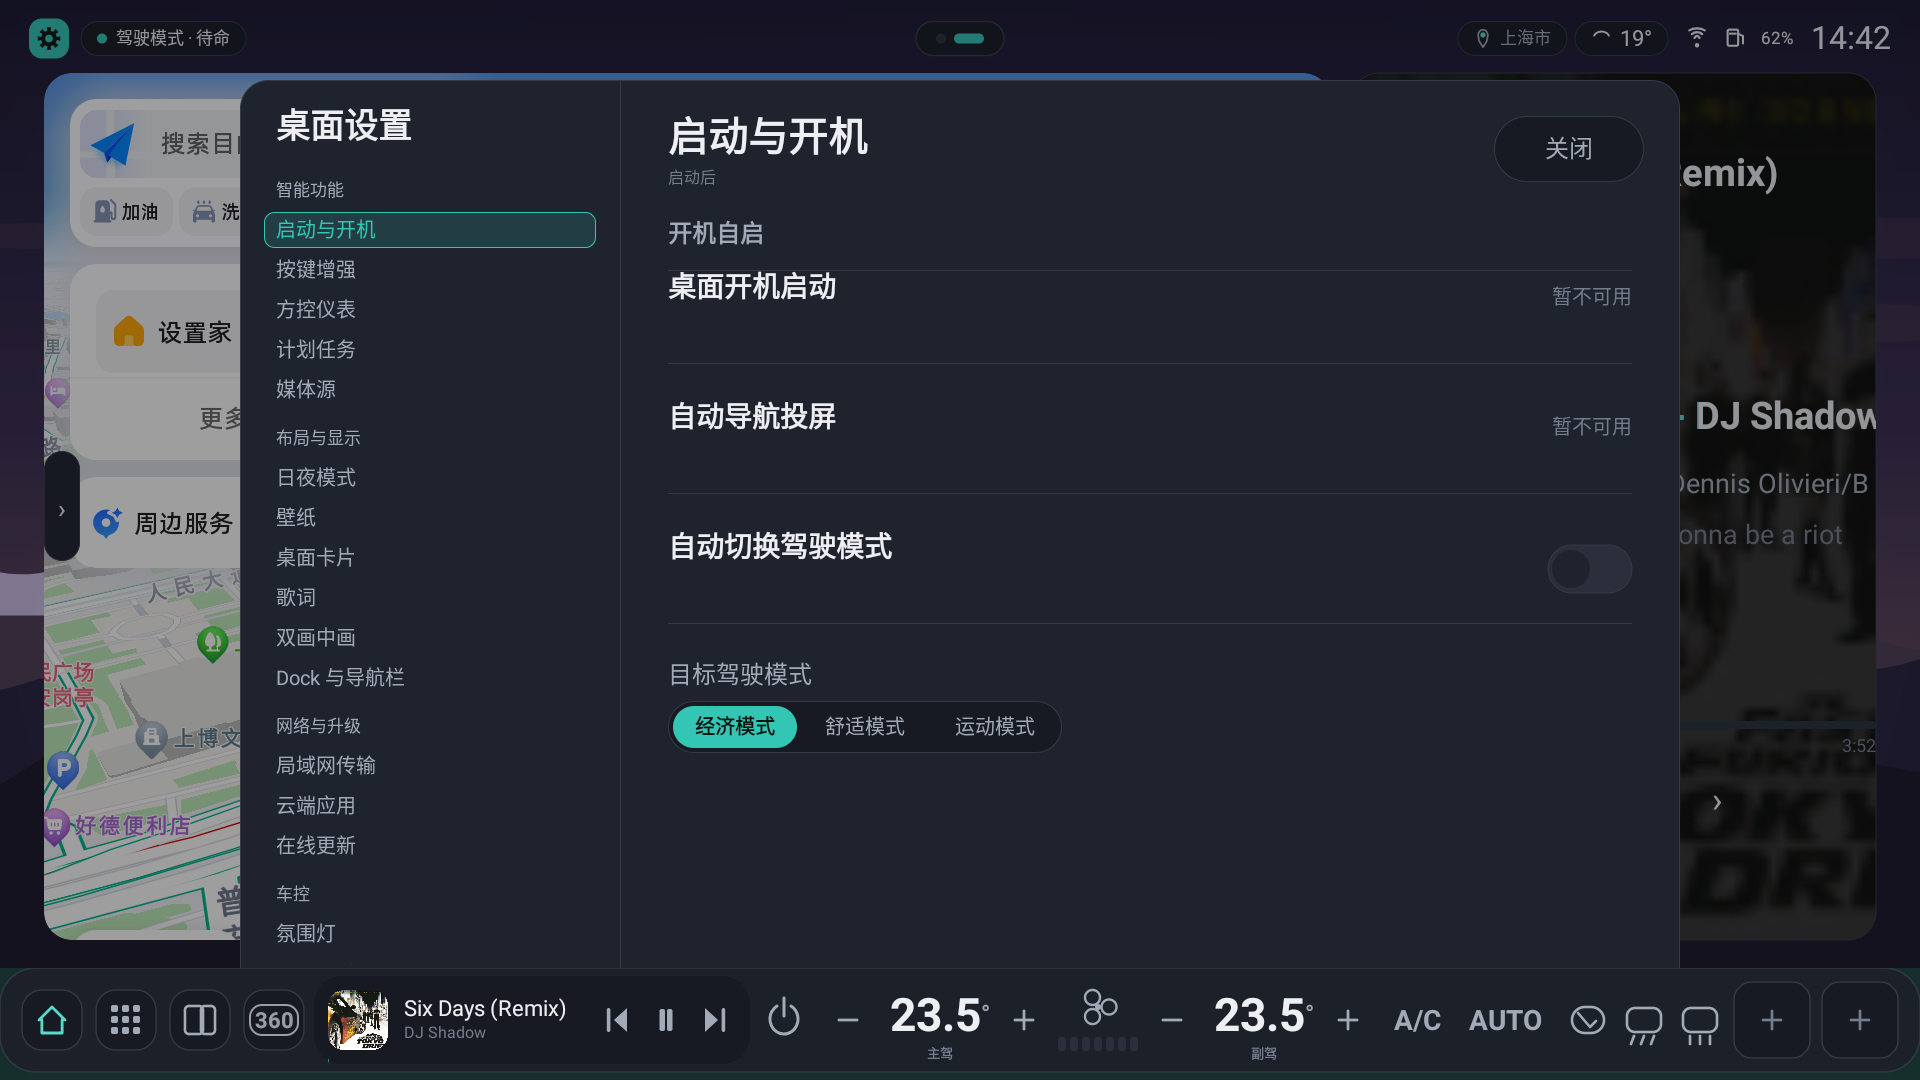 驾驶模式 · 待命
上海市
19°
62%
14:42
搜索目
加油
洗
设置家
更多
周边服务
人民大道
上博文
好德便利店
P
桌面设置
智能功能
启动与开机
按键增强
方控仪表
计划任务
媒体源
布局与显示
日夜模式
壁纸
桌面卡片
歌词
双画中画
Dock 与导航栏
网络与升级
局域网传输
云端应用
在线更新
车控
氛围灯
启动与开机
启动后
关闭
开机自启
桌面开机启动
暂不可用
自动导航投屏
暂不可用
自动切换驾驶模式
目标驾驶模式
经济模式
舒适模式
运动模式
emix)
DJ Shadow
Dennis Olivieri/B
onna be a riot
3:52
360
Six Days (Remix)
DJ Shadow
23.5°
主驾
23.5°
副驾
A/C
AUTO